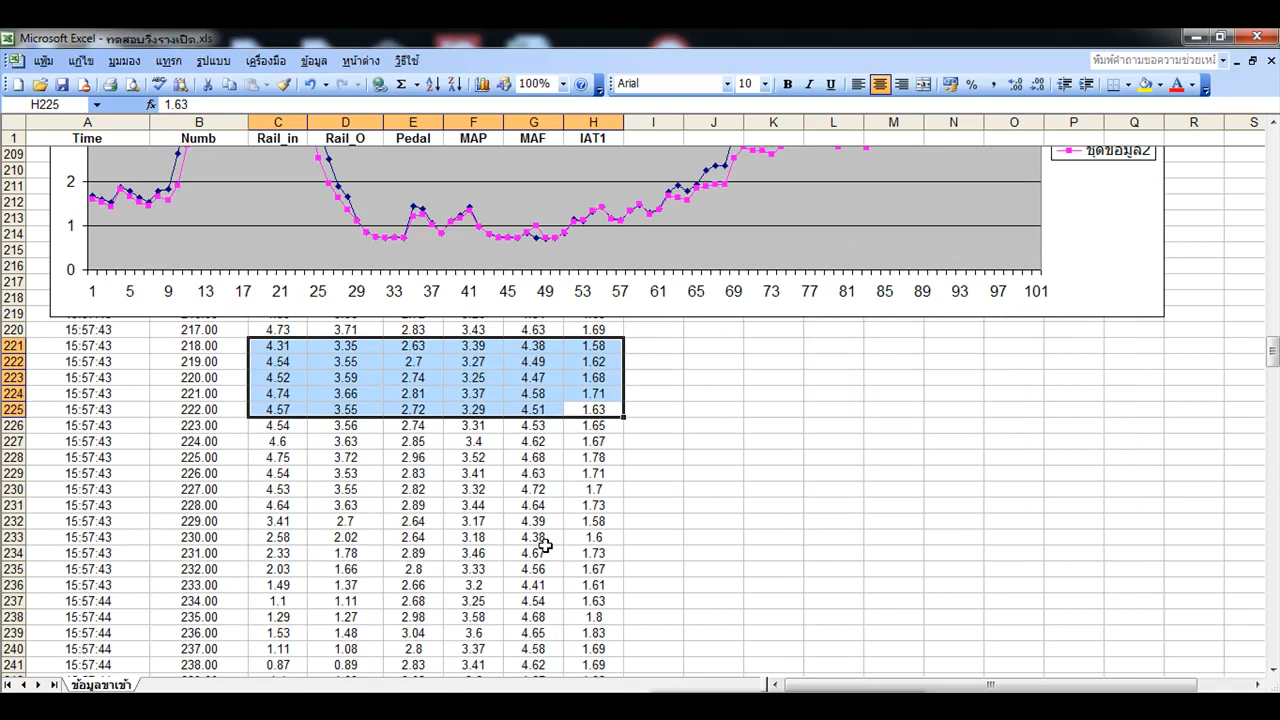 Microsoft Excel - ทดสอบวิ่งรางเปิด.xls
แฟ้ม แก้ไข มุมมอง แทรก รูปแบบ เครื่องมือ ข้อมูล หน้าต่าง วิธีใช้
พิมพ์คำถามขอความช่วยเหลือ
100% Arial 10 B I U
H225 fx 1.63
A B C D E F G H I J K L M N O P Q R S
1 Time Numb Rail_in Rail_O Pedal MAP MAF IAT1
209
210
211
212
213
214
215
216
217
218
219
ชุดข้อมูล2
2
1
0
1 5 9 13 17 21 25 29 33 37 41 45 49 53 57 61 65 69 73 77 81 85 89 93 97 101
220 15:57:43 217.00 4.73 3.71 2.83 3.43 4.63 1.69
221 15:57:43 218.00 4.31 3.35 2.63 3.39 4.38 1.58
222 15:57:43 219.00 4.54 3.55 2.7 3.27 4.49 1.62
223 15:57:43 220.00 4.52 3.59 2.74 3.25 4.47 1.68
224 15:57:43 221.00 4.74 3.66 2.81 3.37 4.58 1.71
225 15:57:43 222.00 4.57 3.55 2.72 3.29 4.51 1.63
226 15:57:43 223.00 4.54 3.56 2.74 3.31 4.53 1.65
227 15:57:43 224.00 4.6 3.63 2.85 3.4 4.62 1.67
228 15:57:43 225.00 4.75 3.72 2.96 3.52 4.68 1.78
229 15:57:43 226.00 4.54 3.53 2.83 3.41 4.63 1.71
230 15:57:43 227.00 4.53 3.55 2.82 3.32 4.72 1.7
231 15:57:43 228.00 4.64 3.63 2.89 3.44 4.64 1.73
232 15:57:43 229.00 3.41 2.7 2.64 3.17 4.39 1.58
233 15:57:43 230.00 2.58 2.02 2.64 3.18 4.38 1.6
234 15:57:43 231.00 2.33 1.78 2.89 3.46 4.67 1.73
235 15:57:43 232.00 2.03 1.66 2.8 3.33 4.56 1.67
236 15:57:43 233.00 1.49 1.37 2.66 3.2 4.41 1.61
237 15:57:44 234.00 1.1 1.11 2.68 3.25 4.54 1.63
238 15:57:44 235.00 1.29 1.27 2.98 3.58 4.68 1.8
239 15:57:44 236.00 1.53 1.48 3.04 3.6 4.65 1.83
240 15:57:44 237.00 1.11 1.08 2.8 3.37 4.58 1.69
241 15:57:44 238.00 0.87 0.89 2.83 3.41 4.62 1.69
ข้อมูลขาเข้า